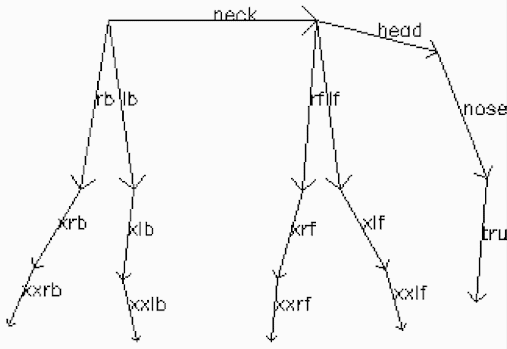 neck
head
rb lb
rf lf
nose
xrb
xlb
xrf
xlf
tru
xxrb
xxlb
xxrf
xxlf